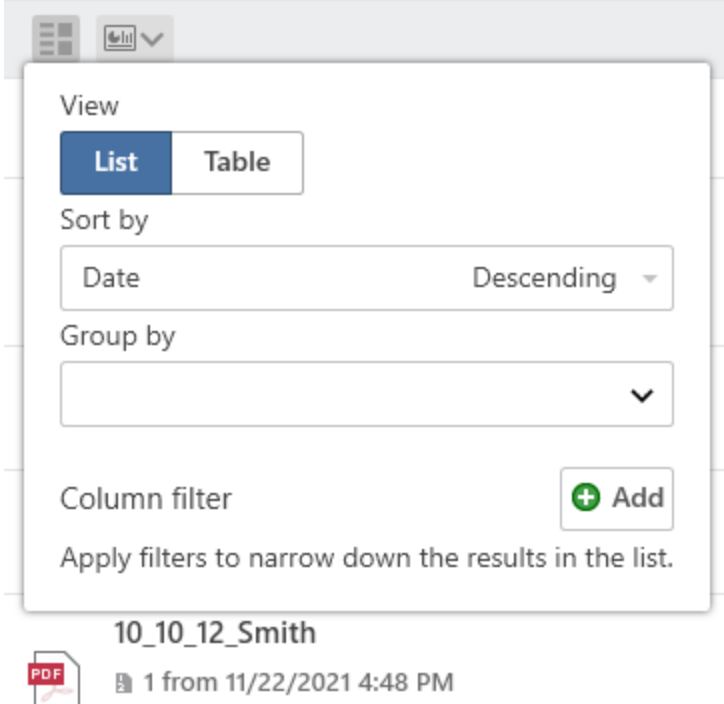 View
List Table
Sort by
Date Descending
Group by
Column filter Add
Apply filters to narrow down the results in the list.
10_10_12_Smith
PDF
1 from 11/22/2021 4:48 PM